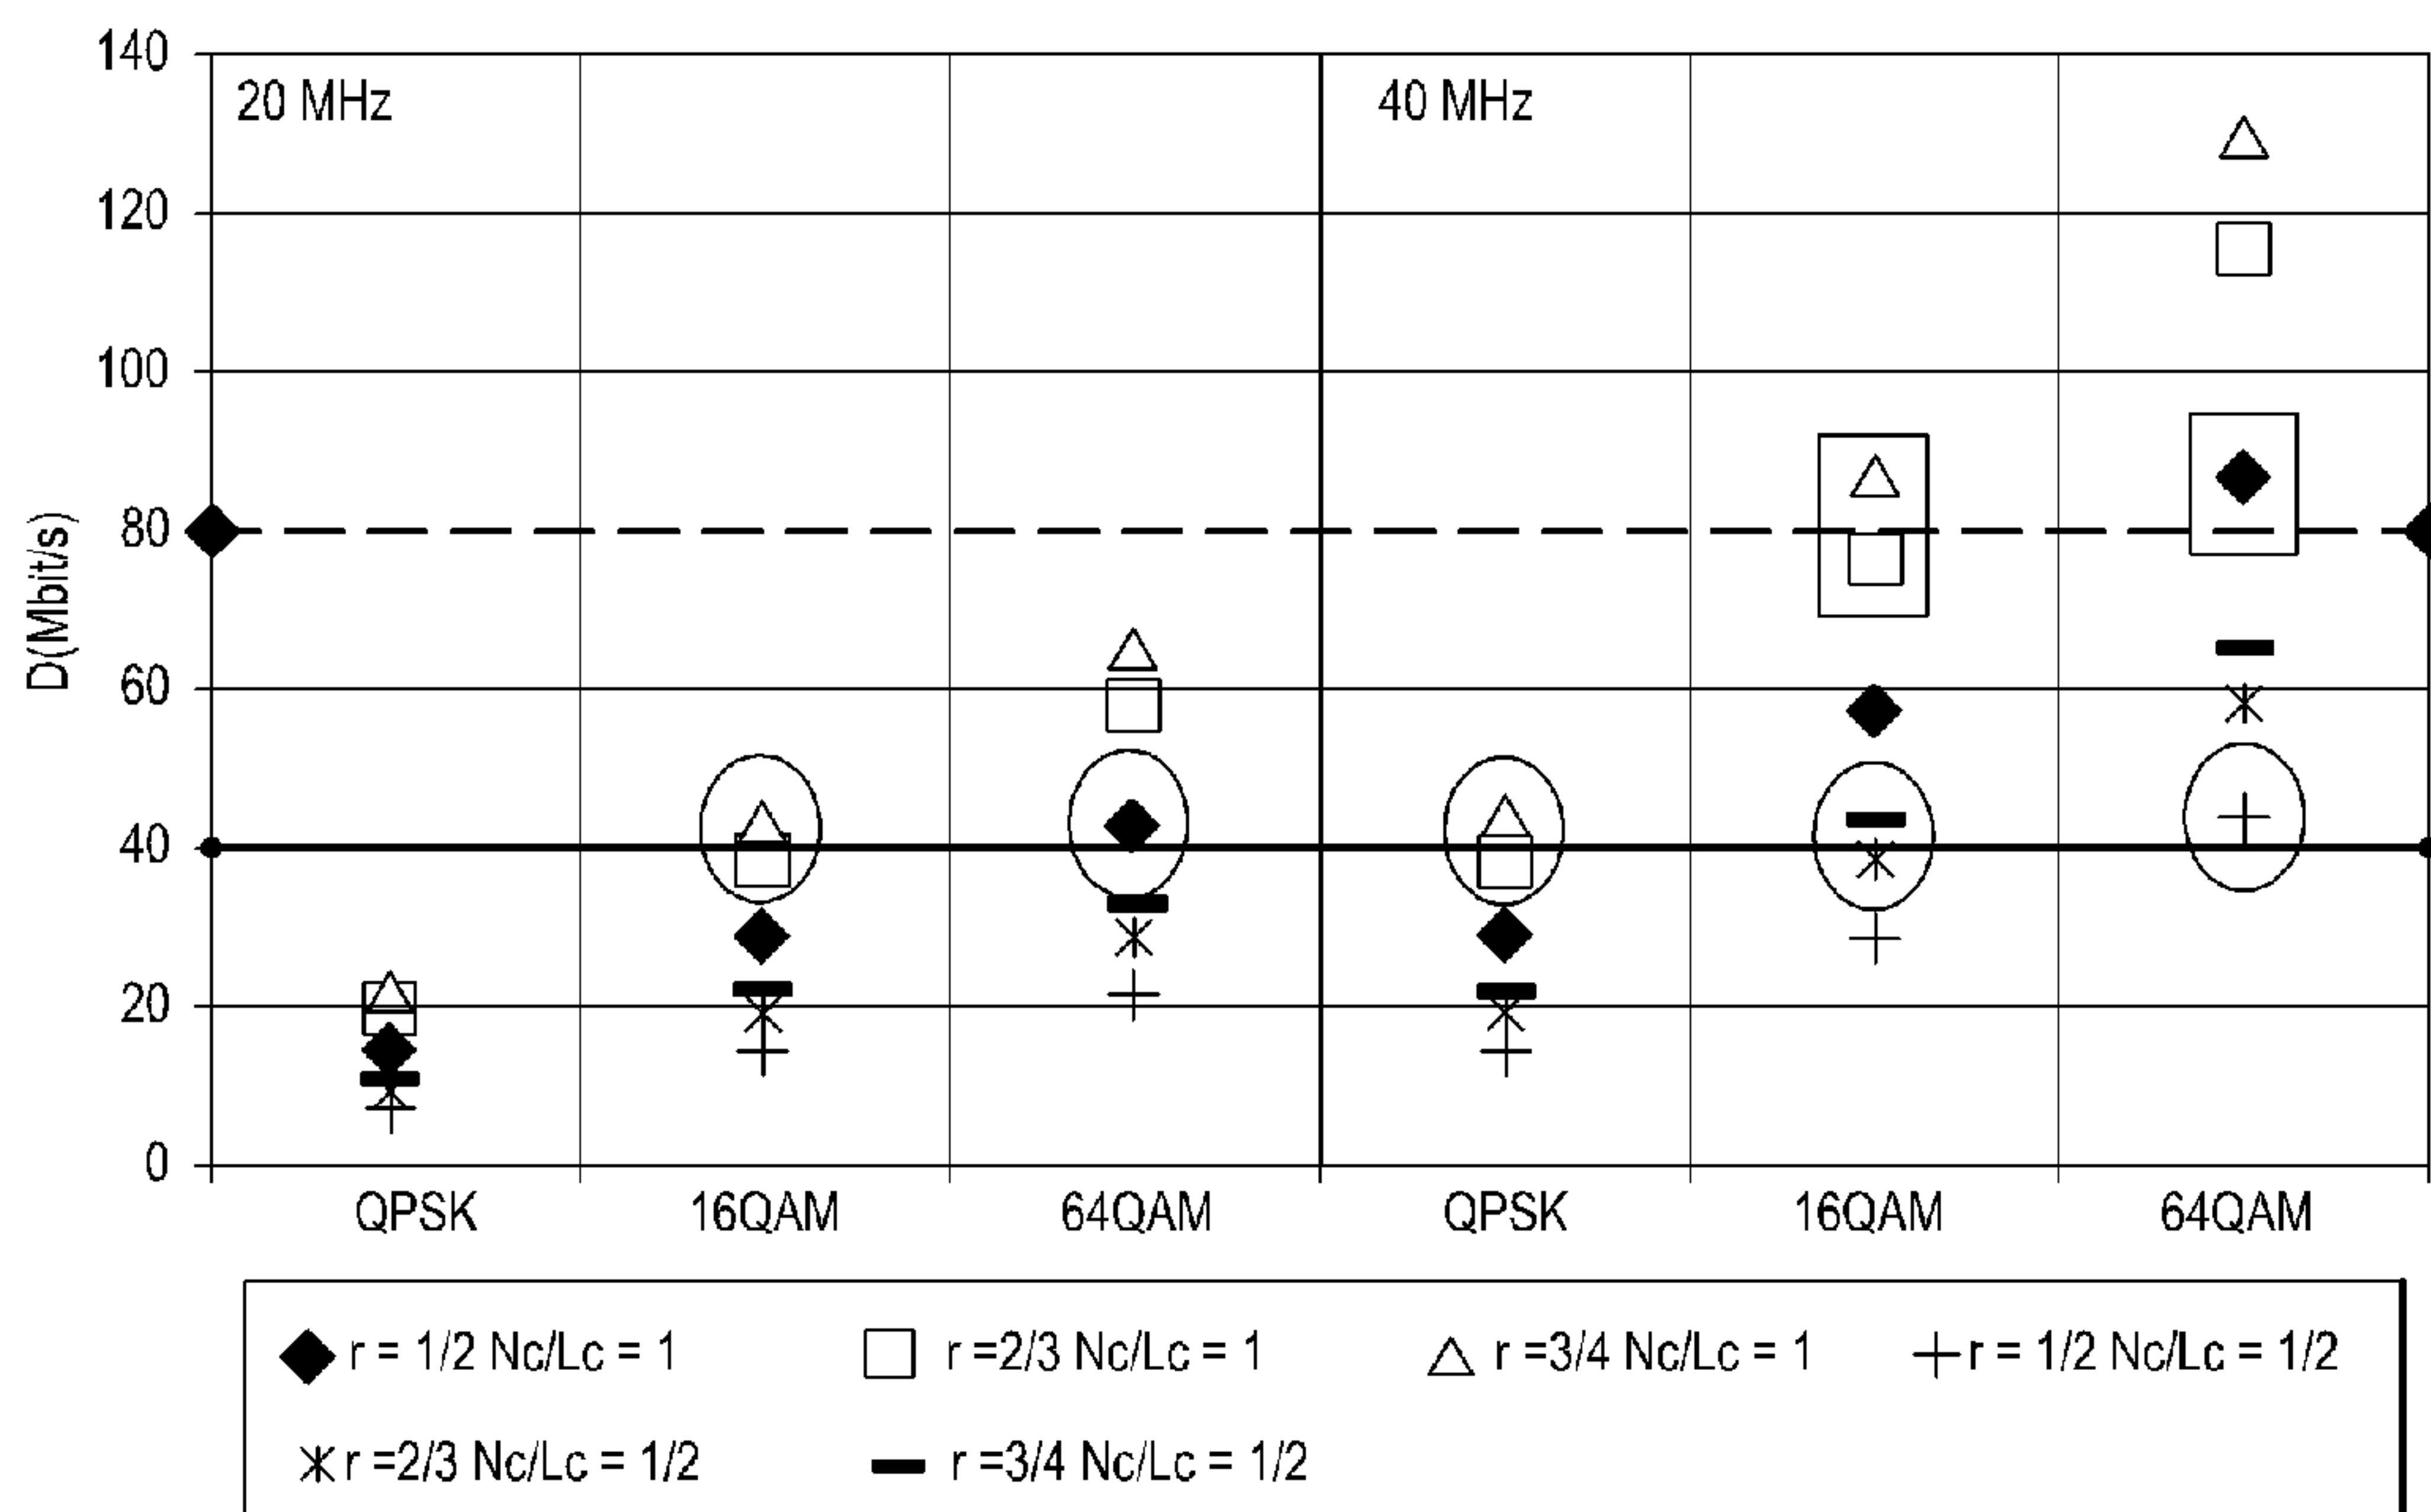 140
20 MHz
40 MHz
120
100
80
60
40
20
0
D(Mbit/s)
QPSK 16QAM 64QAM QPSK 16QAM 64QAM
r = 1/2 Nc/Lc = 1
r =2/3 Nc/Lc = 1
r =3/4 Nc/Lc = 1
r = 1/2 Nc/Lc = 1/2
r =2/3 Nc/Lc = 1/2
r =3/4 Nc/Lc = 1/2